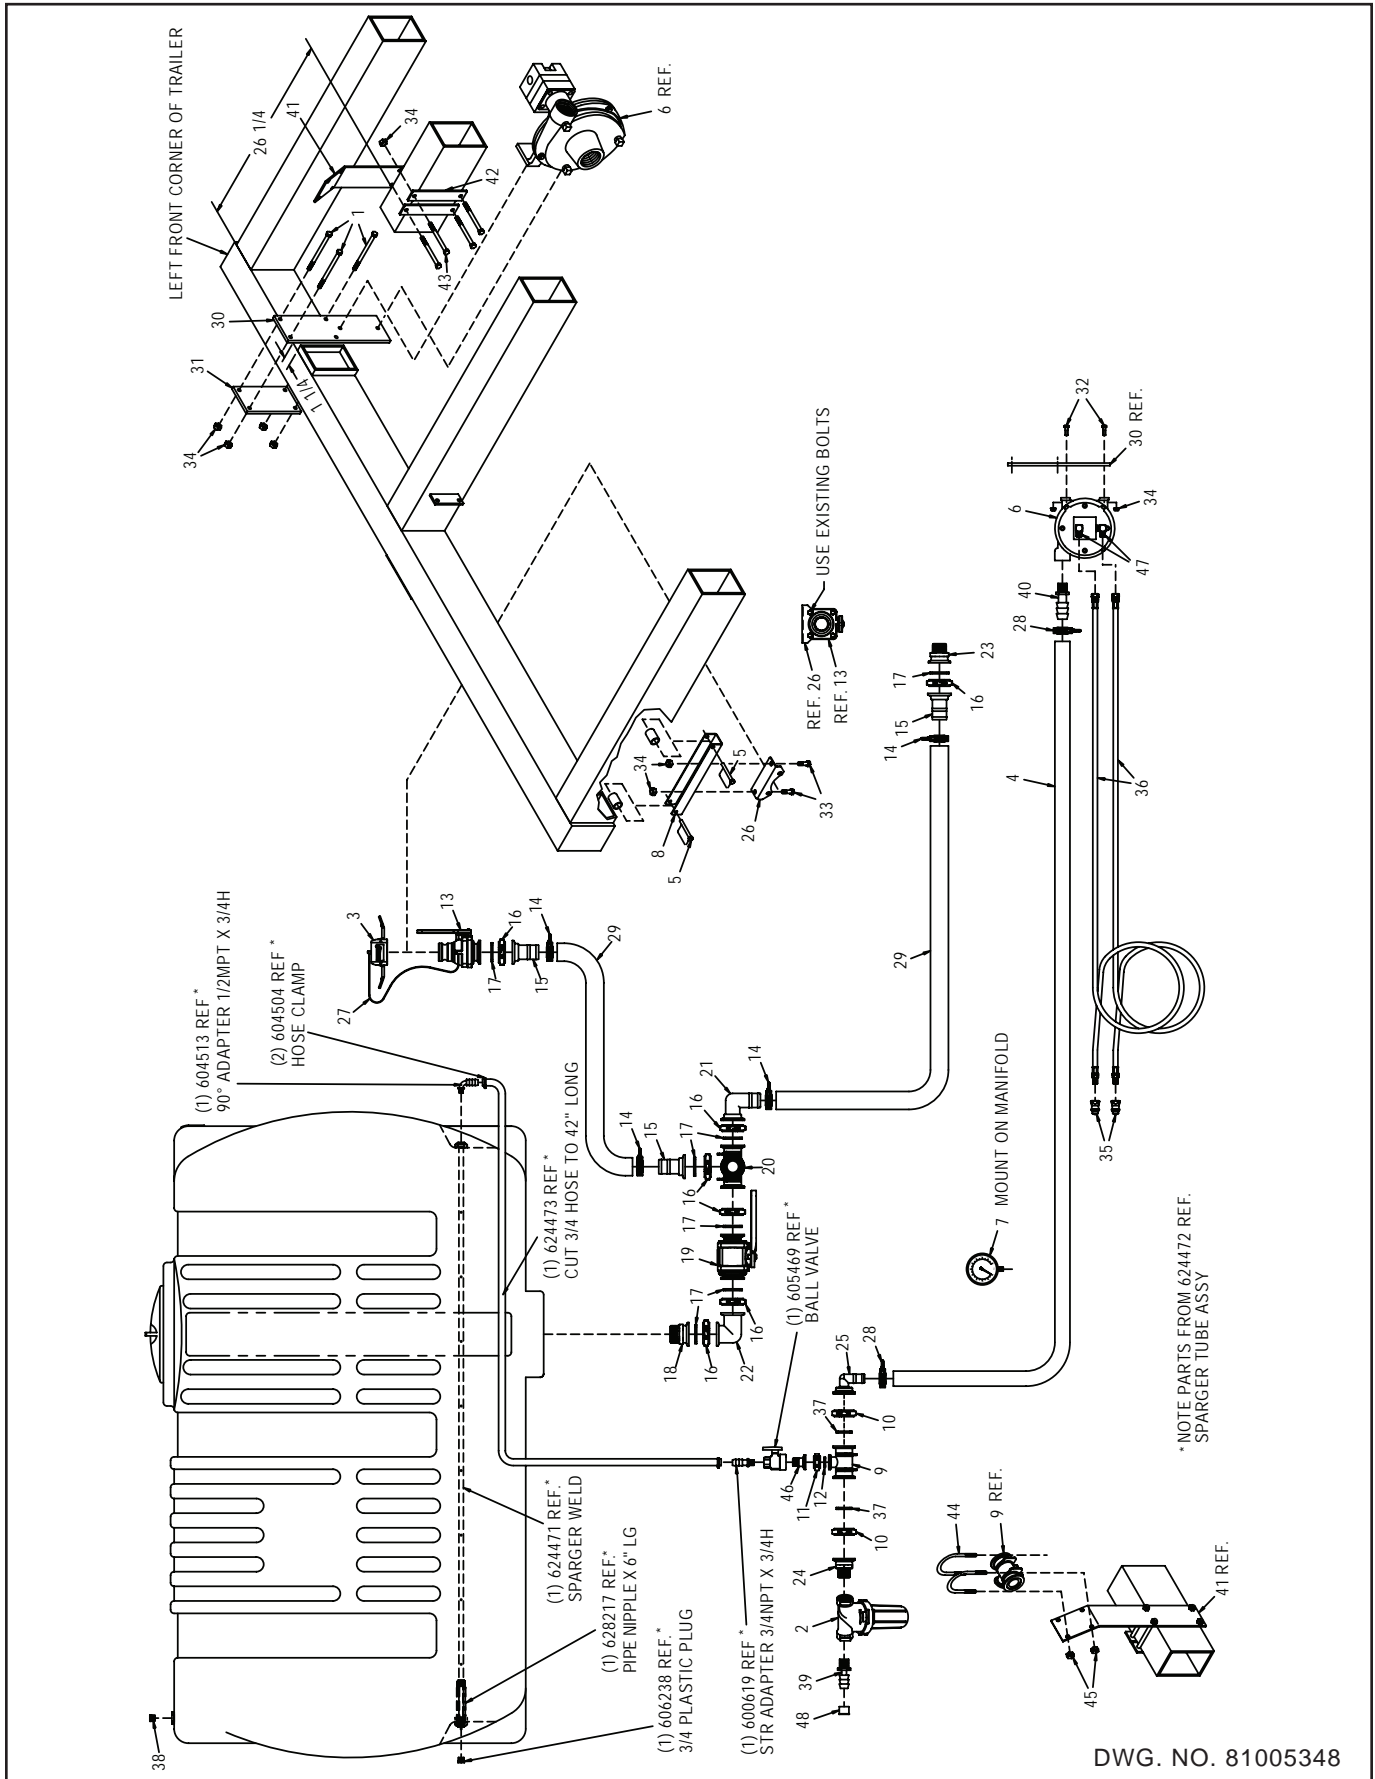 LEFT FRONT CORNER OF TRAILER
26 1/4
41
1
34
6 REF.
42
43
30
31
1 1/4
34
32
30 REF.
34
6
47
40
28
USE EXISTING BOLTS
REF. 26
REF. 13
23
17
16
15
14
4
36
34
5
33
26
8
5
3
13
16
14
17
15
29
27
29
(1) 604513 REF *
90° ADAPTER 1/2MPT X 3/4H
(2) 604504 REF *
HOSE CLAMP
(1) 624473 REF *
CUT 3/4 HOSE TO 42" LONG
14
15
17
16
16
17
19
21
16
17
14
20
17
16
18
16
22
(1) 605469 REF *
BALL VALVE
7 MOUNT ON MANIFOLD
35
25
28
37
10
9
46
11
12
37
10
24
2
39
48
(1) 624471 REF. *
SPARGER WELD
(1) 628217 REF. *
PIPE NIPPLE X 6" LG
(1) 606238 REF. *
3/4 PLASTIC PLUG
(1) 600619 REF *
STR ADAPTER 3/4NPT X 3/4H
38
44
9 REF.
41 REF.
45
* NOTE PARTS FROM 624472 REF.
SPARGER TUBE ASSY
DWG. NO. 81005348